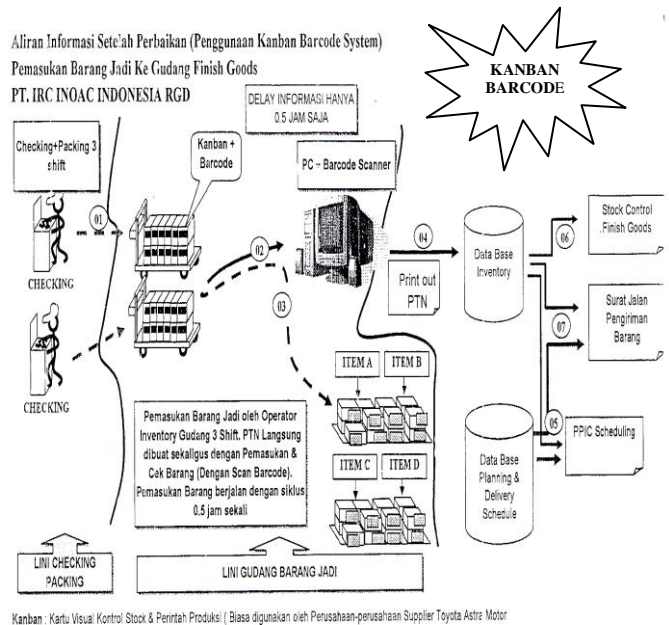 Aliran Informasi Setelah Perbaikan (Penggunaan Kanban Barcode System)
Pemasukan Barang Jadi Ke Gudang Finish Goods
PT. IRC INOAC INDONESIA RGD
KANBAN
BARCODE
DELAY INFORMASI HANYA
0.5 JAM SAJA
Checking+Packing 3
shift
Kanban +
Barcode
PC - Barcode Scanner
01
CHECKING
02
03
04
Print out
PTN
Data Base
Inventory
06
Stock Control
Finish Goods
07
Surat Jalan
Pengiriman
Barang
CHECKING
ITEM A
ITEM B
05
PPIC Scheduling
Pemasukan Barang Jadi oleh Operator
Inventory Gudang 3 Shift. PTN Langsung
dibuat sekaligus dengan Pemasukan &
Cek Barang (Dengan Scan Barcode).
Pemasukan Barang berjalan dengan siklus
0.5 jam sekali
ITEM C
ITEM D
Data Base
Planning &
Delivery
Schedule
LINI CHECKING
PACKING
LINI GUDANG BARANG JADI
Kanban : Kartu Visual Kontrol Stock & Perintah Produksi ( Biasa digunakan oleh Perusahaan-perusahaan Supplier Toyota Astra Motor